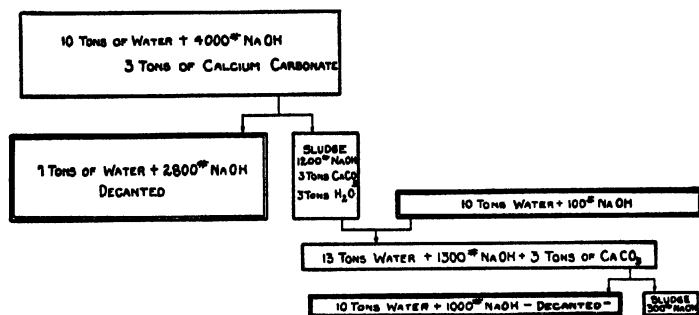 10 TONS OF WATER + 4000# NaOH
3 TONS OF CALCIUM CARBONATE
7 TONS OF WATER + 2800# NaOH
DECANTED
SLUDGE
1200# NaOH
3 TONS CaCO3
3 TONS H2O
10 TONS WATER + 100# NaOH
13 TONS WATER + 1300# NaOH + 3 TONS OF CaCO3
10 TONS WATER + 1000# NaOH - DECANTED -
SLUDGE
300# NaOH